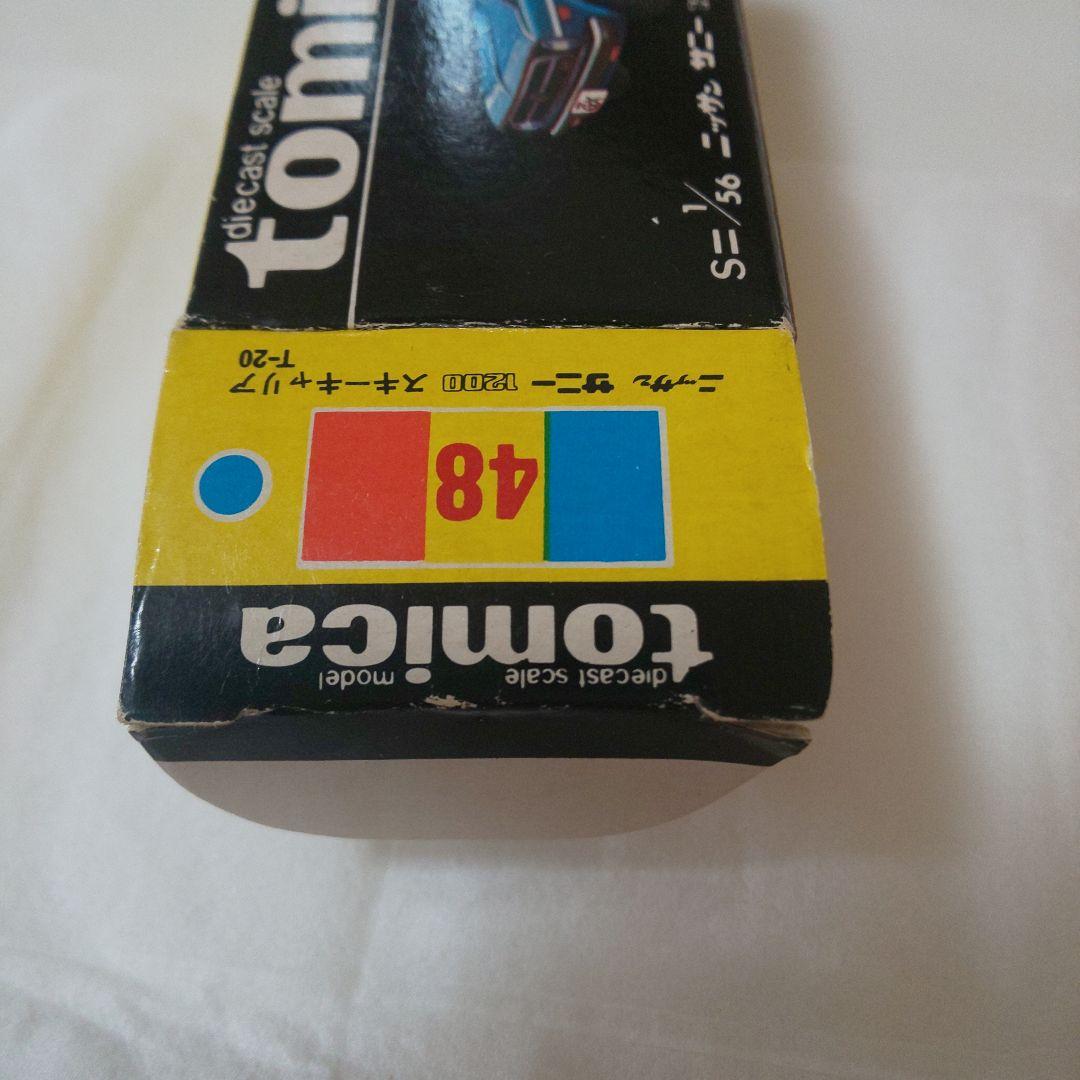 diecast scale
tomi
S=1/56 ニッサン サニー
ニッサン サニー 1200 スキーキャリア
T-20
48
tomica
diecast scale model